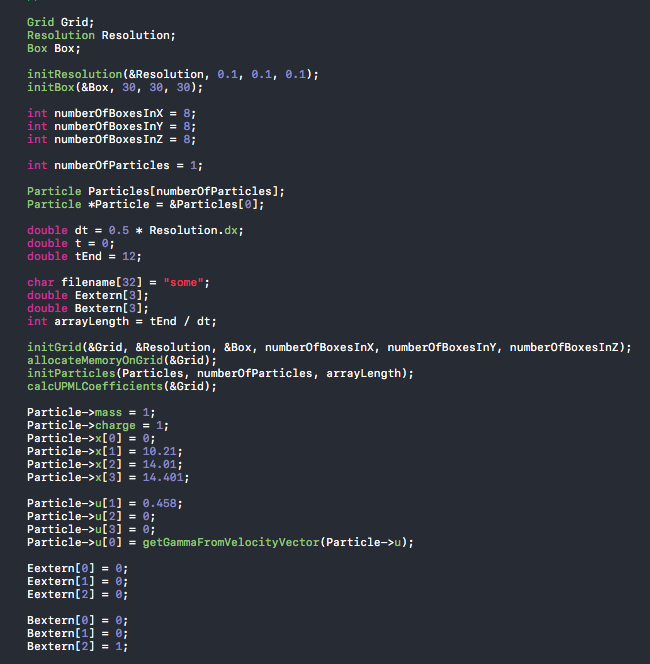 Grid Grid;
Resolution Resolution;
Box Box;
initResolution(&Resolution, 0.1, 0.1, 0.1);
initBox(&Box, 30, 30, 30);
int numberOfBoxesInX = 8;
int numberOfBoxesInY = 8;
int numberOfBoxesInZ = 8;
int numberOfParticles = 1;
Particle Particles[numberOfParticles];
Particle *Particle = &Particles[0];
double dt = 0.5 * Resolution.dx;
double t = 0;
double tEnd = 12;
char filename[32] = "some";
double Eextern[3];
double Bextern[3];
int arrayLength = tEnd / dt;
initGrid(&Grid, &Resolution, &Box, numberOfBoxesInX, numberOfBoxesInY, numberOfBoxesInZ);
allocateMemoryOnGrid(&Grid);
initParticles(Particles, numberOfParticles, arrayLength);
calcUPMLCoefficients(&Grid);
Particle->mass = 1;
Particle->charge = 1;
Particle->x[0] = 0;
Particle->x[1] = 10.21;
Particle->x[2] = 14.01;
Particle->x[3] = 14.401;
Particle->u[1] = 0.458;
Particle->u[2] = 0;
Particle->u[3] = 0;
Particle->u[0] = getGammaFromVelocityVector(Particle->u);
Eextern[0] = 0;
Eextern[1] = 0;
Eextern[2] = 0;
Bextern[0] = 0;
Bextern[1] = 0;
Bextern[2] = 1;